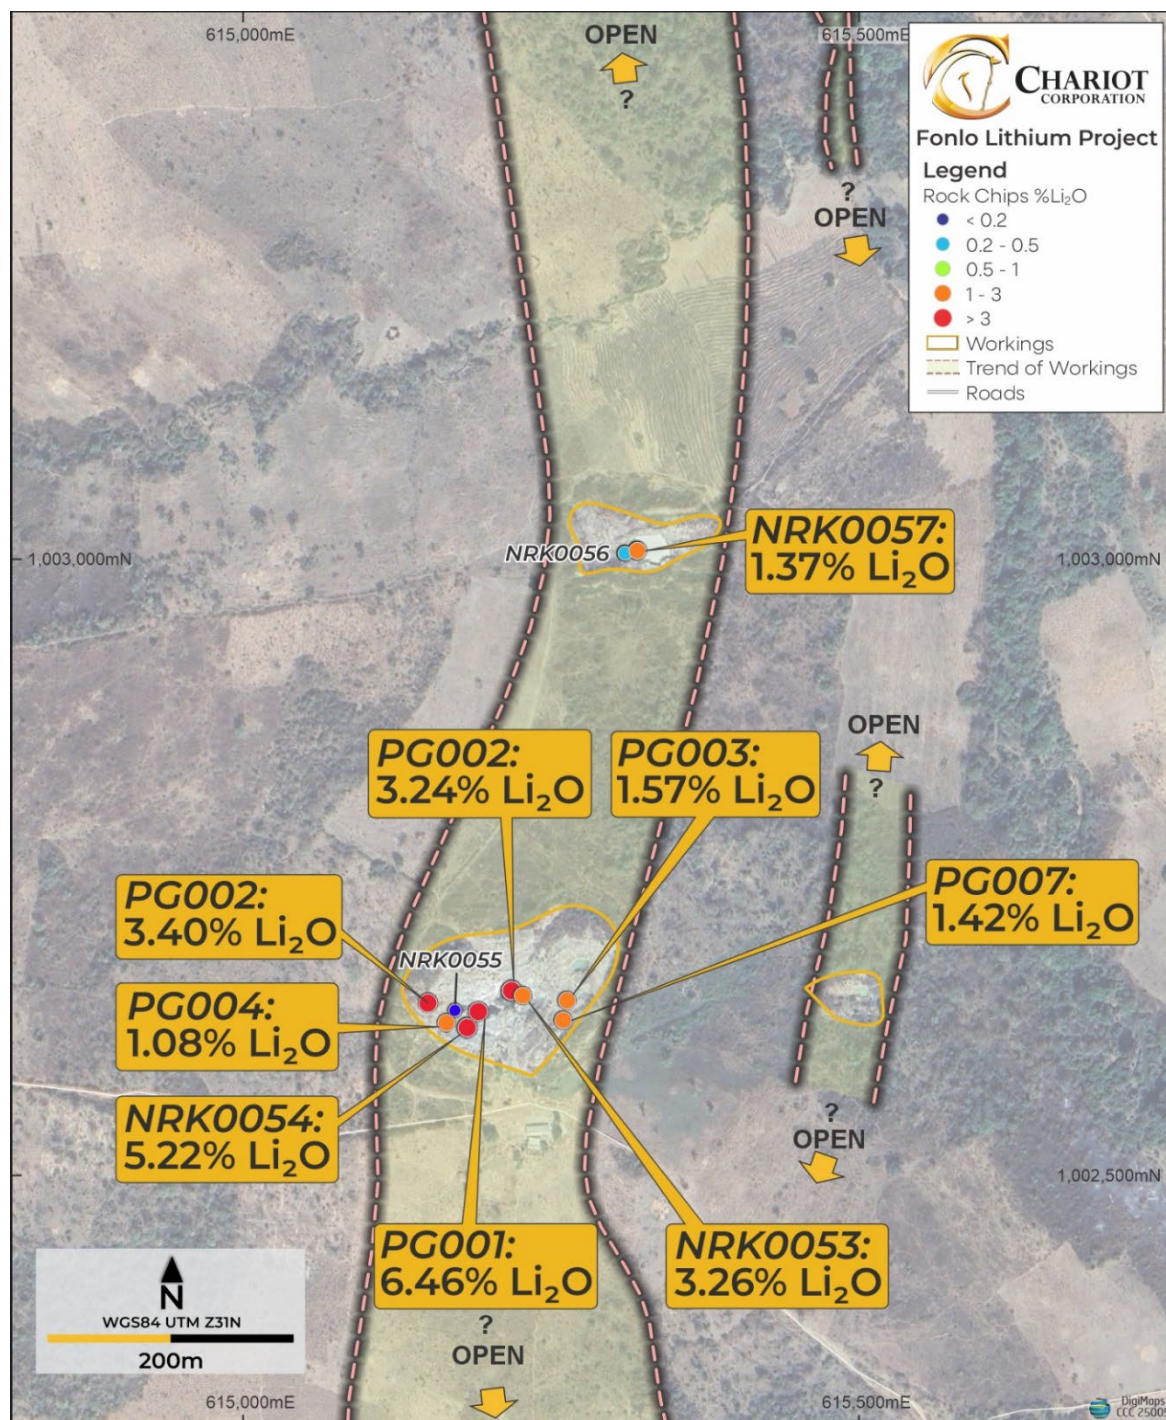 615,000mE
615,500mE
OPEN
?
CHARIOT
CORPORATION
Fonlo Lithium Project
Legend
Rock Chips %Li₂O
< 0.2
0.2 - 0.5
0.5 - 1
1 - 3
> 3
Workings
Trend of Workings
Roads
?
OPEN
NRK0057:
1.37% Li₂O
NRK0056
1,003,000mN
1,003,000mN
OPEN
?
PG002:
3.24% Li₂O
PG003:
1.57% Li₂O
PG007:
1.42% Li₂O
PG002:
3.40% Li₂O
NRK0055
PG004:
1.08% Li₂O
NRK0054:
5.22% Li₂O
?
OPEN
1,002,500mN
PG001:
6.46% Li₂O
NRK0053:
3.26% Li₂O
N
WGS84 UTM Z31N
200m
?
OPEN
615,000mE
615,500mE
DigiMaps
CCC 25005